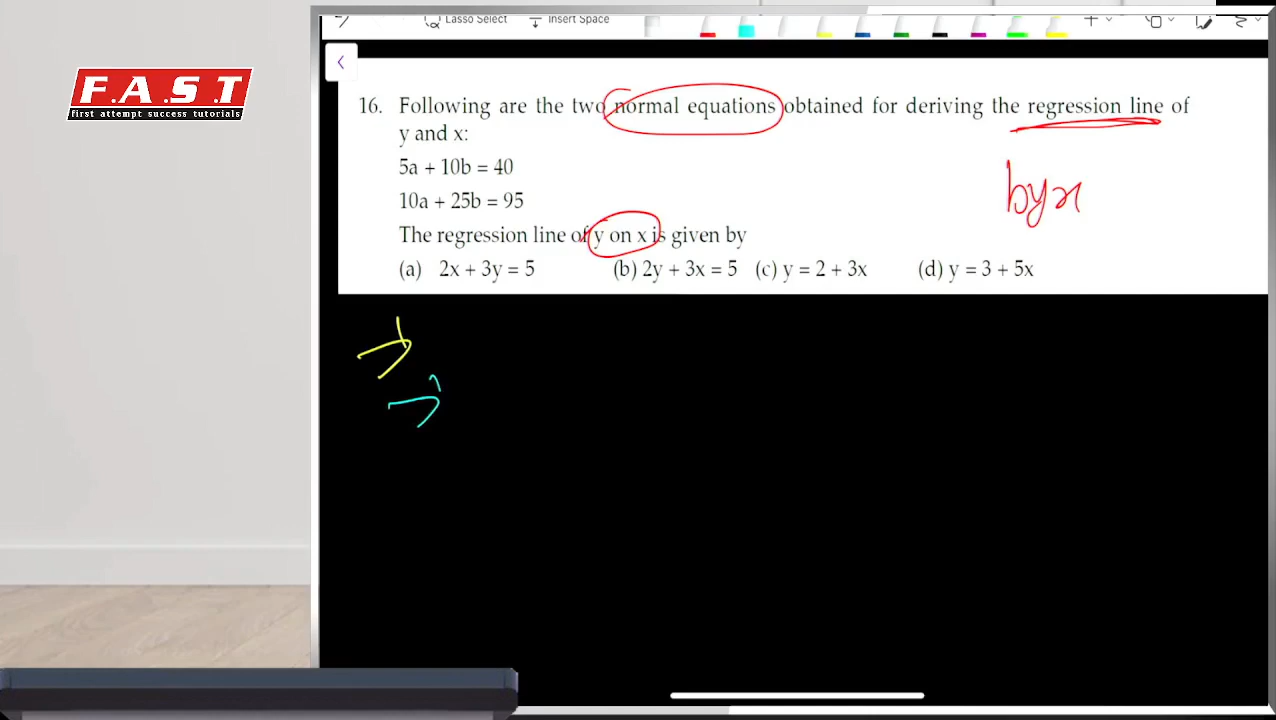 Lasso Select Insert Space
F.A.S.T
first attempt success tutorials
16. Following are the two normal equations obtained for deriving the regression line of
y and x:
5a + 10b = 40
10a + 25b = 95
byx
The regression line of y on x is given by
(a) 2x + 3y = 5 (b) 2y + 3x = 5 (c) y = 2 + 3x (d) y = 3 + 5x